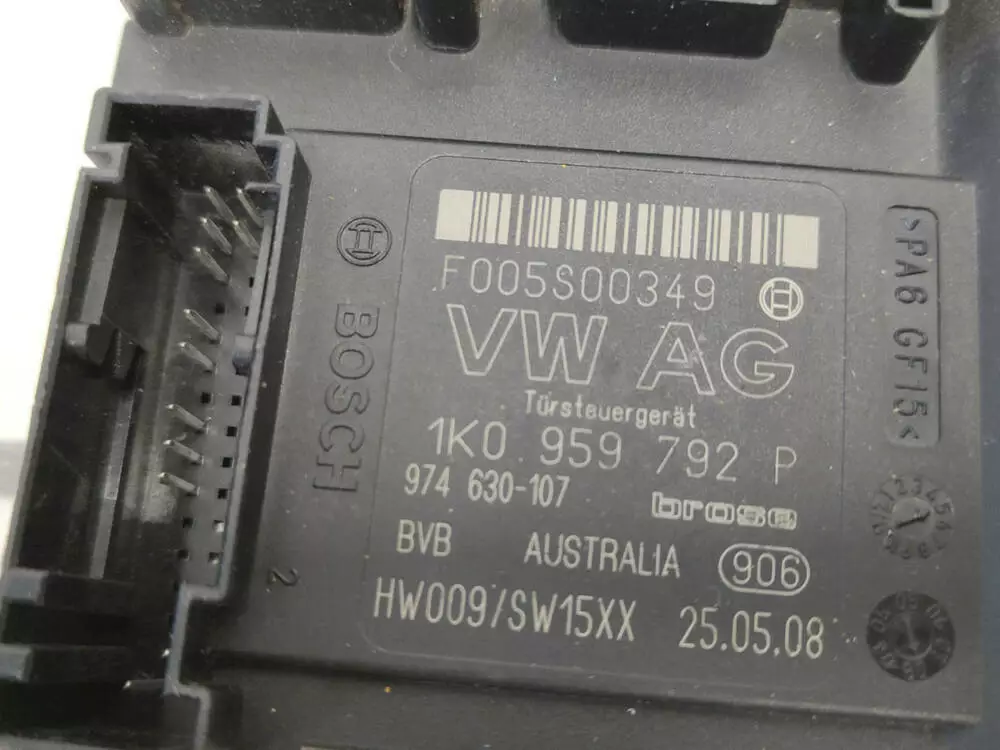 F005S00349
VW AG
Türsteuergerät
1K0 959 792 P
974 630-107
brose
BVB AUSTRALIA 906
HW009/SW15XX 25.05.08
BOSCH
>PA6 GF15<
2